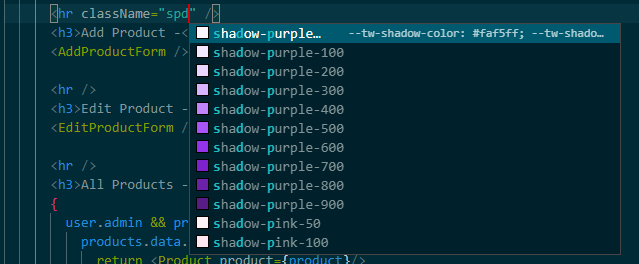 <hr className="spd" />
<h3>Add Product -<
shadow-purple… --tw-shadow-color: #faf5ff; --tw-shado…
<AddProductForm />
shadow-purple-100
shadow-purple-200
<hr />
shadow-purple-300
<h3>Edit Product -
shadow-purple-400
<EditProductForm /
shadow-purple-500
shadow-purple-600
<hr />
shadow-purple-700
<h3>All Products -
shadow-purple-800
{
shadow-purple-900
user.admin && pr
shadow-pink-50
products.data.
shadow-pink-100
return <Product product={product}/>